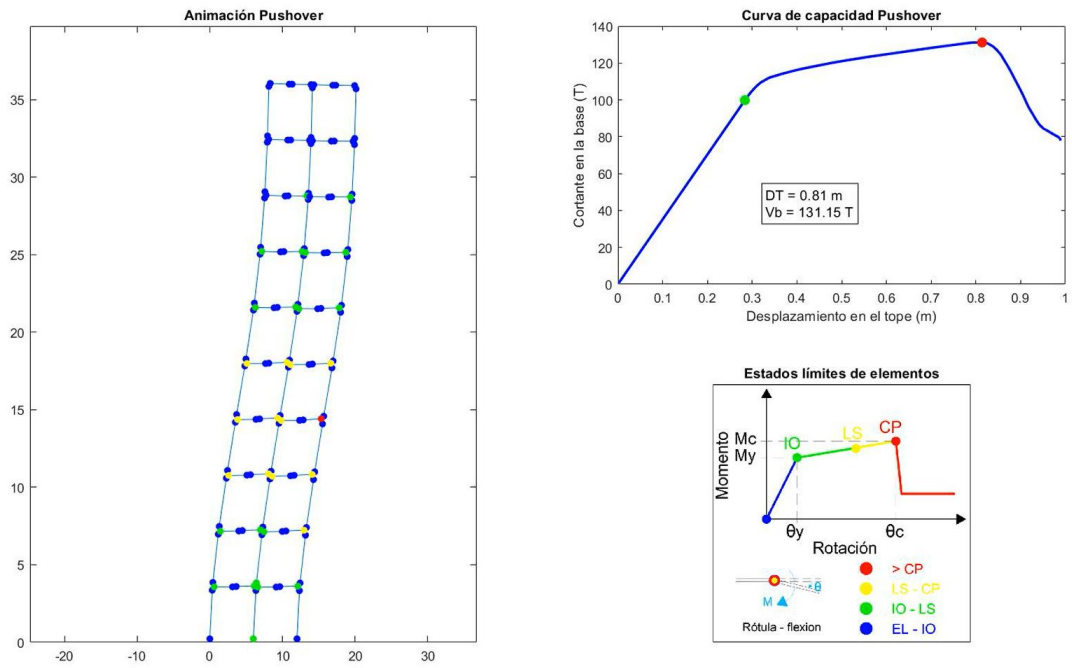 Animación Pushover
35
30
25
20
15
10
5
0
-20
-10
0
10
20
30
Curva de capacidad Pushover
140
120
100
80
60
40
20
0
Cortante en la base (T)
DT = 0.81 m
Vb = 131.15 T
0
0.1
0.2
0.3
0.4
0.5
0.6
0.7
0.8
0.9
1
Desplazamiento en el tope (m)
Estados límites de elementos
Momento
Mc
My
IO
LS
CP
θy
θc
Rotación
θ
M
Rótula - flexion
> CP
LS - CP
IO - LS
EL - IO